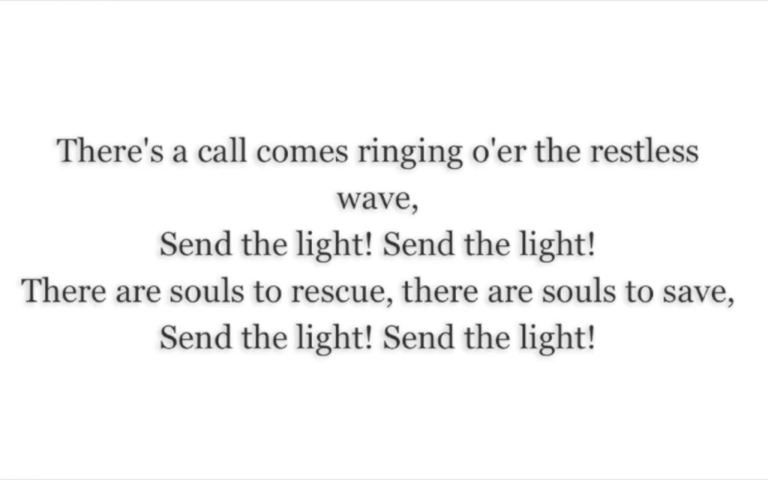 There's a call comes ringing o'er the restless
wave,
Send the light! Send the light!
There are souls to rescue, there are souls to save,
Send the light! Send the light!